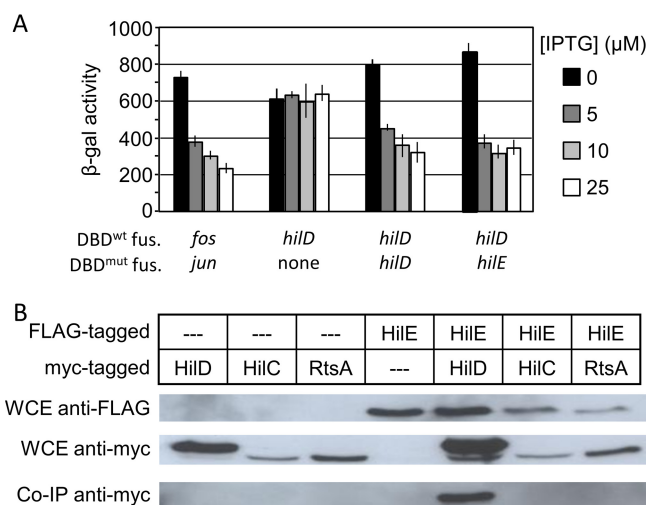 A
[IPTG] (μM)
1000
800
600
400
200
0
β-gal activity
0
5
10
25
DBDwt fus. fos hilD hilD hilD
DBDmut fus. jun none hilD hilE
B
FLAG-tagged --- --- --- HilE HilE HilE HilE
myc-tagged HilD HilC RtsA --- HilD HilC RtsA
WCE anti-FLAG
WCE anti-myc
Co-IP anti-myc